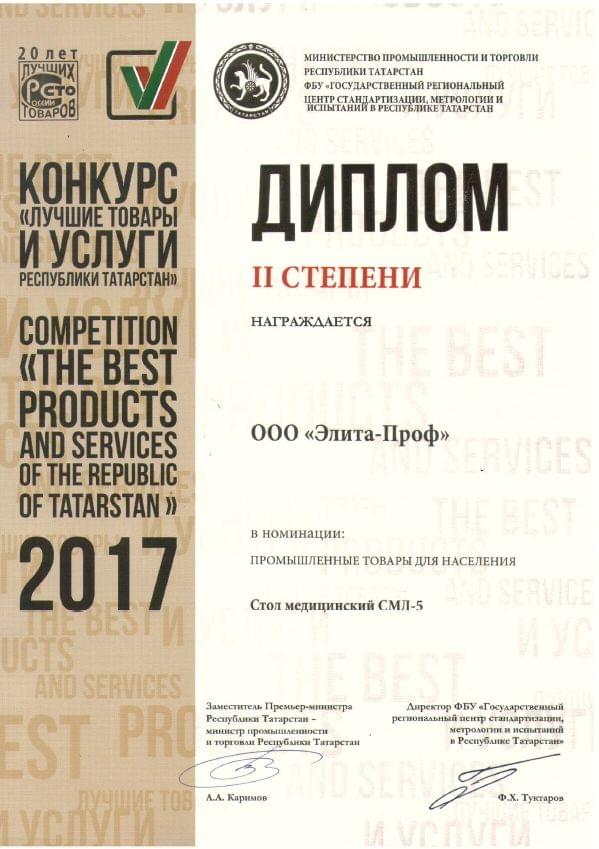 20 лет
ЛУЧШИХ
РОССИИ
ТОВАРОВ
МИНИСТЕРСТВО ПРОМЫШЛЕННОСТИ И ТОРГОВЛИ
РЕСПУБЛИКИ ТАТАРСТАН
ФБУ «ГОСУДАРСТВЕННЫЙ РЕГИОНАЛЬНЫЙ
ЦЕНТР СТАНДАРТИЗАЦИИ, МЕТРОЛОГИИ И
ИСПЫТАНИЙ В РЕСПУБЛИКЕ ТАТАРСТАН
ТАТАРСТАН
КОНКУРС
«ЛУЧШИЕ ТОВАРЫ
И УСЛУГИ
РЕСПУБЛИКИ ТАТАРСТАН»
COMPETITION
«THE BEST
PRODUCTS
AND SERVICES
OF THE REPUBLIC
OF TATARSTAN »
2017
ДИПЛОМ
II СТЕПЕНИ
НАГРАЖДАЕТСЯ
ООО «Элита-Проф»
в номинации:
ПРОМЫШЛЕННЫЕ ТОВАРЫ ДЛЯ НАСЕЛЕНИЯ
Стол медицинский СМЛ-5
Заместитель Премьер-министра
Республики Татарстан –
министр промышленности
и торговли Республики Татарстан
А.А. Каримов
Директор ФБУ «Государственный
региональный центр стандартизации,
метрологии и испытаний
в Республике Татарстан»
Ф.Х. Туктаров